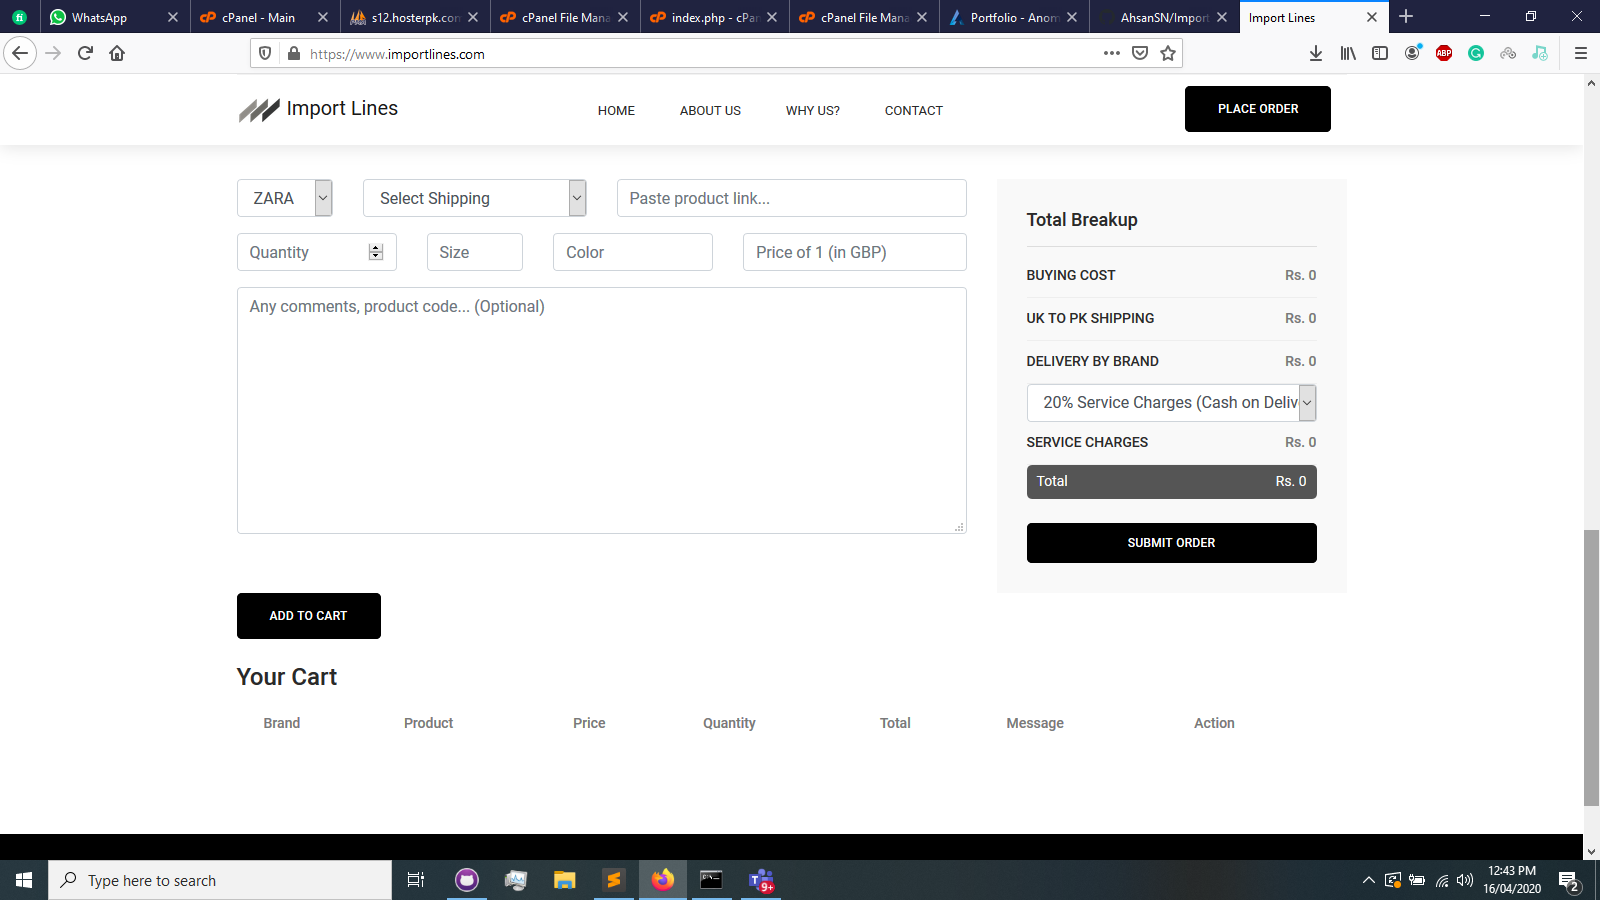 WhatsApp
cPanel - Main
s12.hosterpk.con
cPanel File Mana
index.php - cPan
cPanel File Mana
Portfolio - Anom
AhsanSN/Import
Import Lines
https://www.importlines.com
ABP
Import Lines
HOME
ABOUT US
WHY US?
CONTACT
PLACE ORDER
ZARA
Select Shipping
Paste product link...
Quantity
Size
Color
Price of 1 (in GBP)
Any comments, product code... (Optional)
Total Breakup
BUYING COST Rs. 0
UK TO PK SHIPPING Rs. 0
DELIVERY BY BRAND Rs. 0
20% Service Charges (Cash on Deliv
SERVICE CHARGES Rs. 0
Total Rs. 0
SUBMIT ORDER
ADD TO CART
Your Cart
Brand Product Price Quantity Total Message Action
Type here to search
9+
12:43 PM
16/04/2020
2